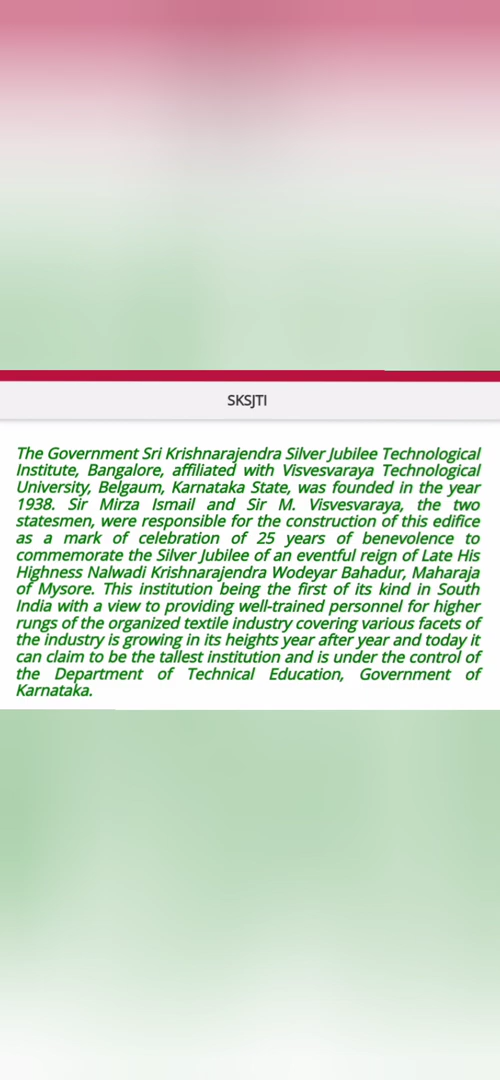 SKSJTI
The Government Sri Krishnarajendra Silver Jubilee Technological
Institute, Bangalore, affiliated with Visvesvaraya Technological
University, Belgaum, Karnataka State, was founded in the year
1938. Sir Mirza Ismail and Sir M. Visvesvaraya, the two
statesmen, were responsible for the construction of this edifice
as a mark of celebration of 25 years of benevolence to
commemorate the Silver Jubilee of an eventful reign of Late His
Highness Nalwadi Krishnarajendra Wodeyar Bahadur, Maharaja
of Mysore. This institution being the first of its kind in South
India with a view to providing well-trained personnel for higher
rungs of the organized textile industry covering various facets of
the industry is growing in its heights year after year and today it
can claim to be the tallest institution and is under the control of
the Department of Technical Education, Government of
Karnataka.